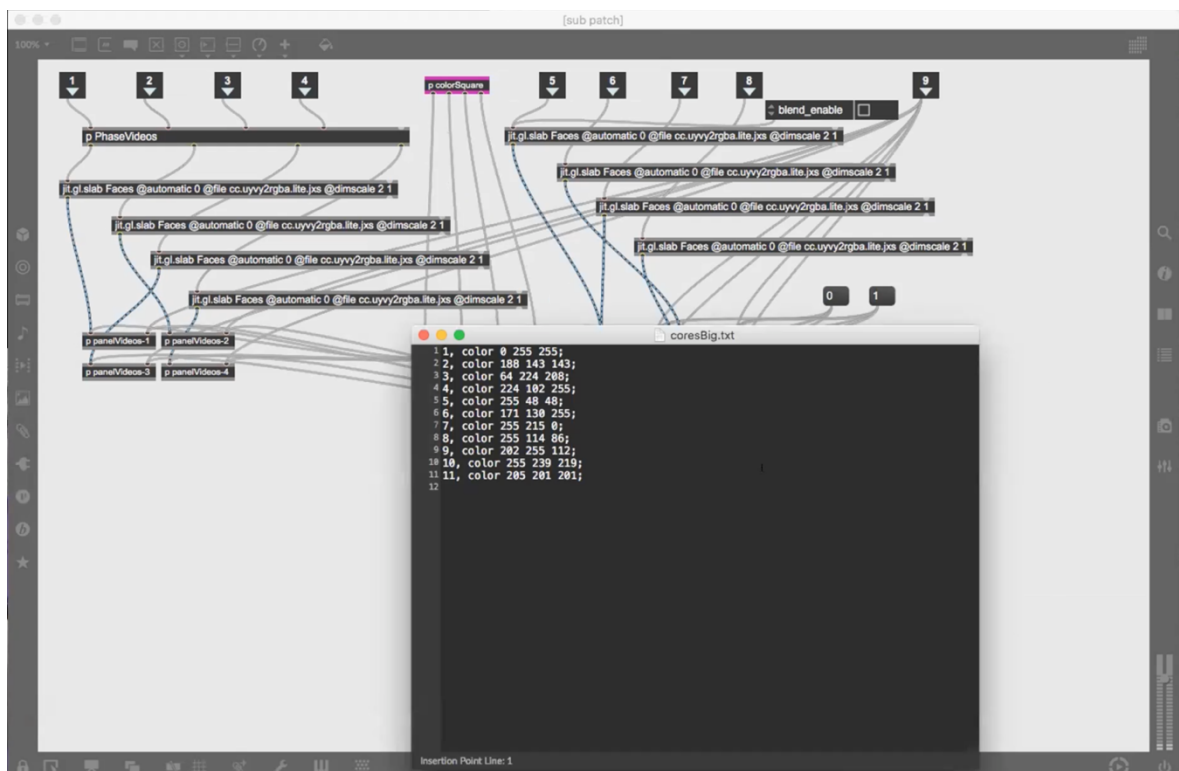 [sub patch]
100%
1 2 3 4 p colorSquare 5 6 7 8 9
blend_enable
p PhaseVideos
jit.gl.slab Faces @automatic 0 @file cc.uyvy2rgba.lite.jxs @dimscale 2 1
jit.gl.slab Faces @automatic 0 @file cc.uyvy2rgba.lite.jxs @dimscale 2 1
jit.gl.slab Faces @automatic 0 @file cc.uyvy2rgba.lite.jxs @dimscale 2 1
jit.gl.slab Faces @automatic 0 @file cc.uyvy2rgba.lite.jxs @dimscale 2 1
jit.gl.slab Faces @automatic 0 @file cc.uyvy2rgba.lite.jxs @dimscale 2 1
jit.gl.slab Faces @automatic 0 @file cc.uyvy2rgba.lite.jxs @dimscale 2 1
jit.gl.slab Faces @automatic 0 @file cc.uyvy2rgba.lite.jxs @dimscale 2 1
jit.gl.slab Faces @automatic 0 @file cc.uyvy2rgba.lite.jxs @dimscale 2 1
0 1
p panelVideos-1 p panelVideos-2
p panelVideos-3 p panelVideos-4
coresBig.txt
1 1, color 0 255 255;
2 2, color 188 143 143;
3 3, color 64 224 208;
4 4, color 224 102 255;
5 5, color 255 48 48;
6 6, color 171 130 255;
7 7, color 255 215 0;
8 8, color 255 114 86;
9 9, color 202 255 112;
10 10, color 255 239 219;
11 11, color 205 201 201;
12
Insertion Point Line: 1